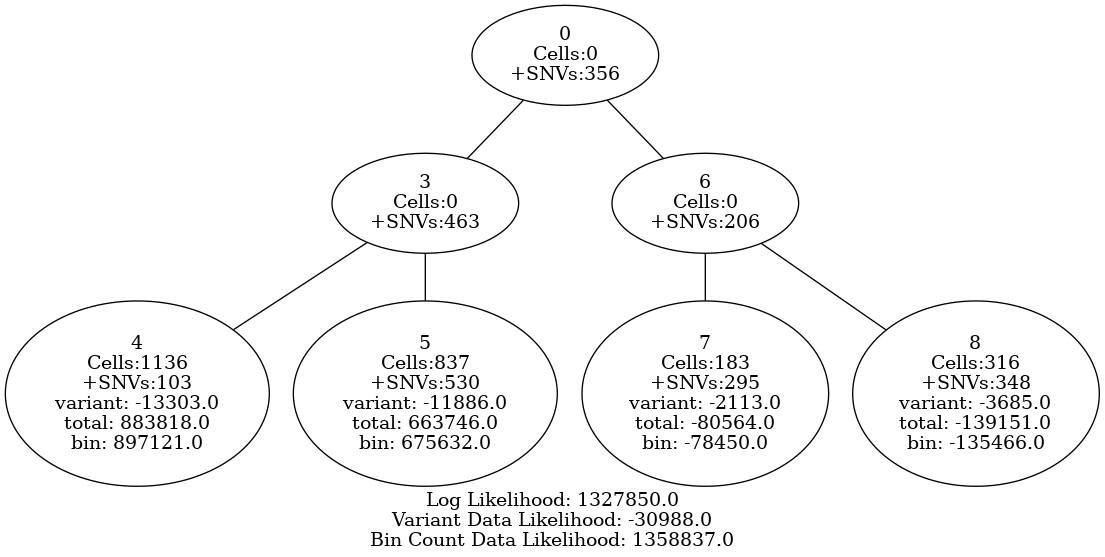 0
Cells:0
+SNVs:356
3
Cells:0
+SNVs:463
6
Cells:0
+SNVs:206
4
Cells:1136
+SNVs:103
variant: -13303.0
total: 883818.0
bin: 897121.0
5
Cells:837
+SNVs:530
variant: -11886.0
total: 663746.0
bin: 675632.0
7
Cells:183
+SNVs:295
variant: -2113.0
total: -80564.0
bin: -78450.0
8
Cells:316
+SNVs:348
variant: -3685.0
total: -139151.0
bin: -135466.0
Log Likelihood: 1327850.0
Variant Data Likelihood: -30988.0
Bin Count Data Likelihood: 1358837.0